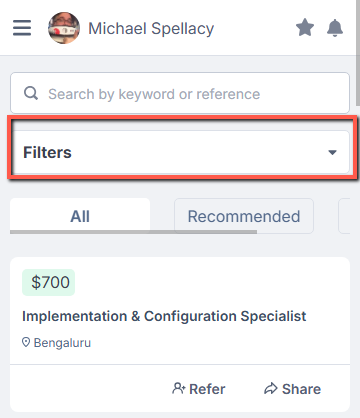 Michael Spellacy
Search by keyword or reference
Filters
All Recommended
$700
Implementation & Configuration Specialist
Bengaluru
Refer Share